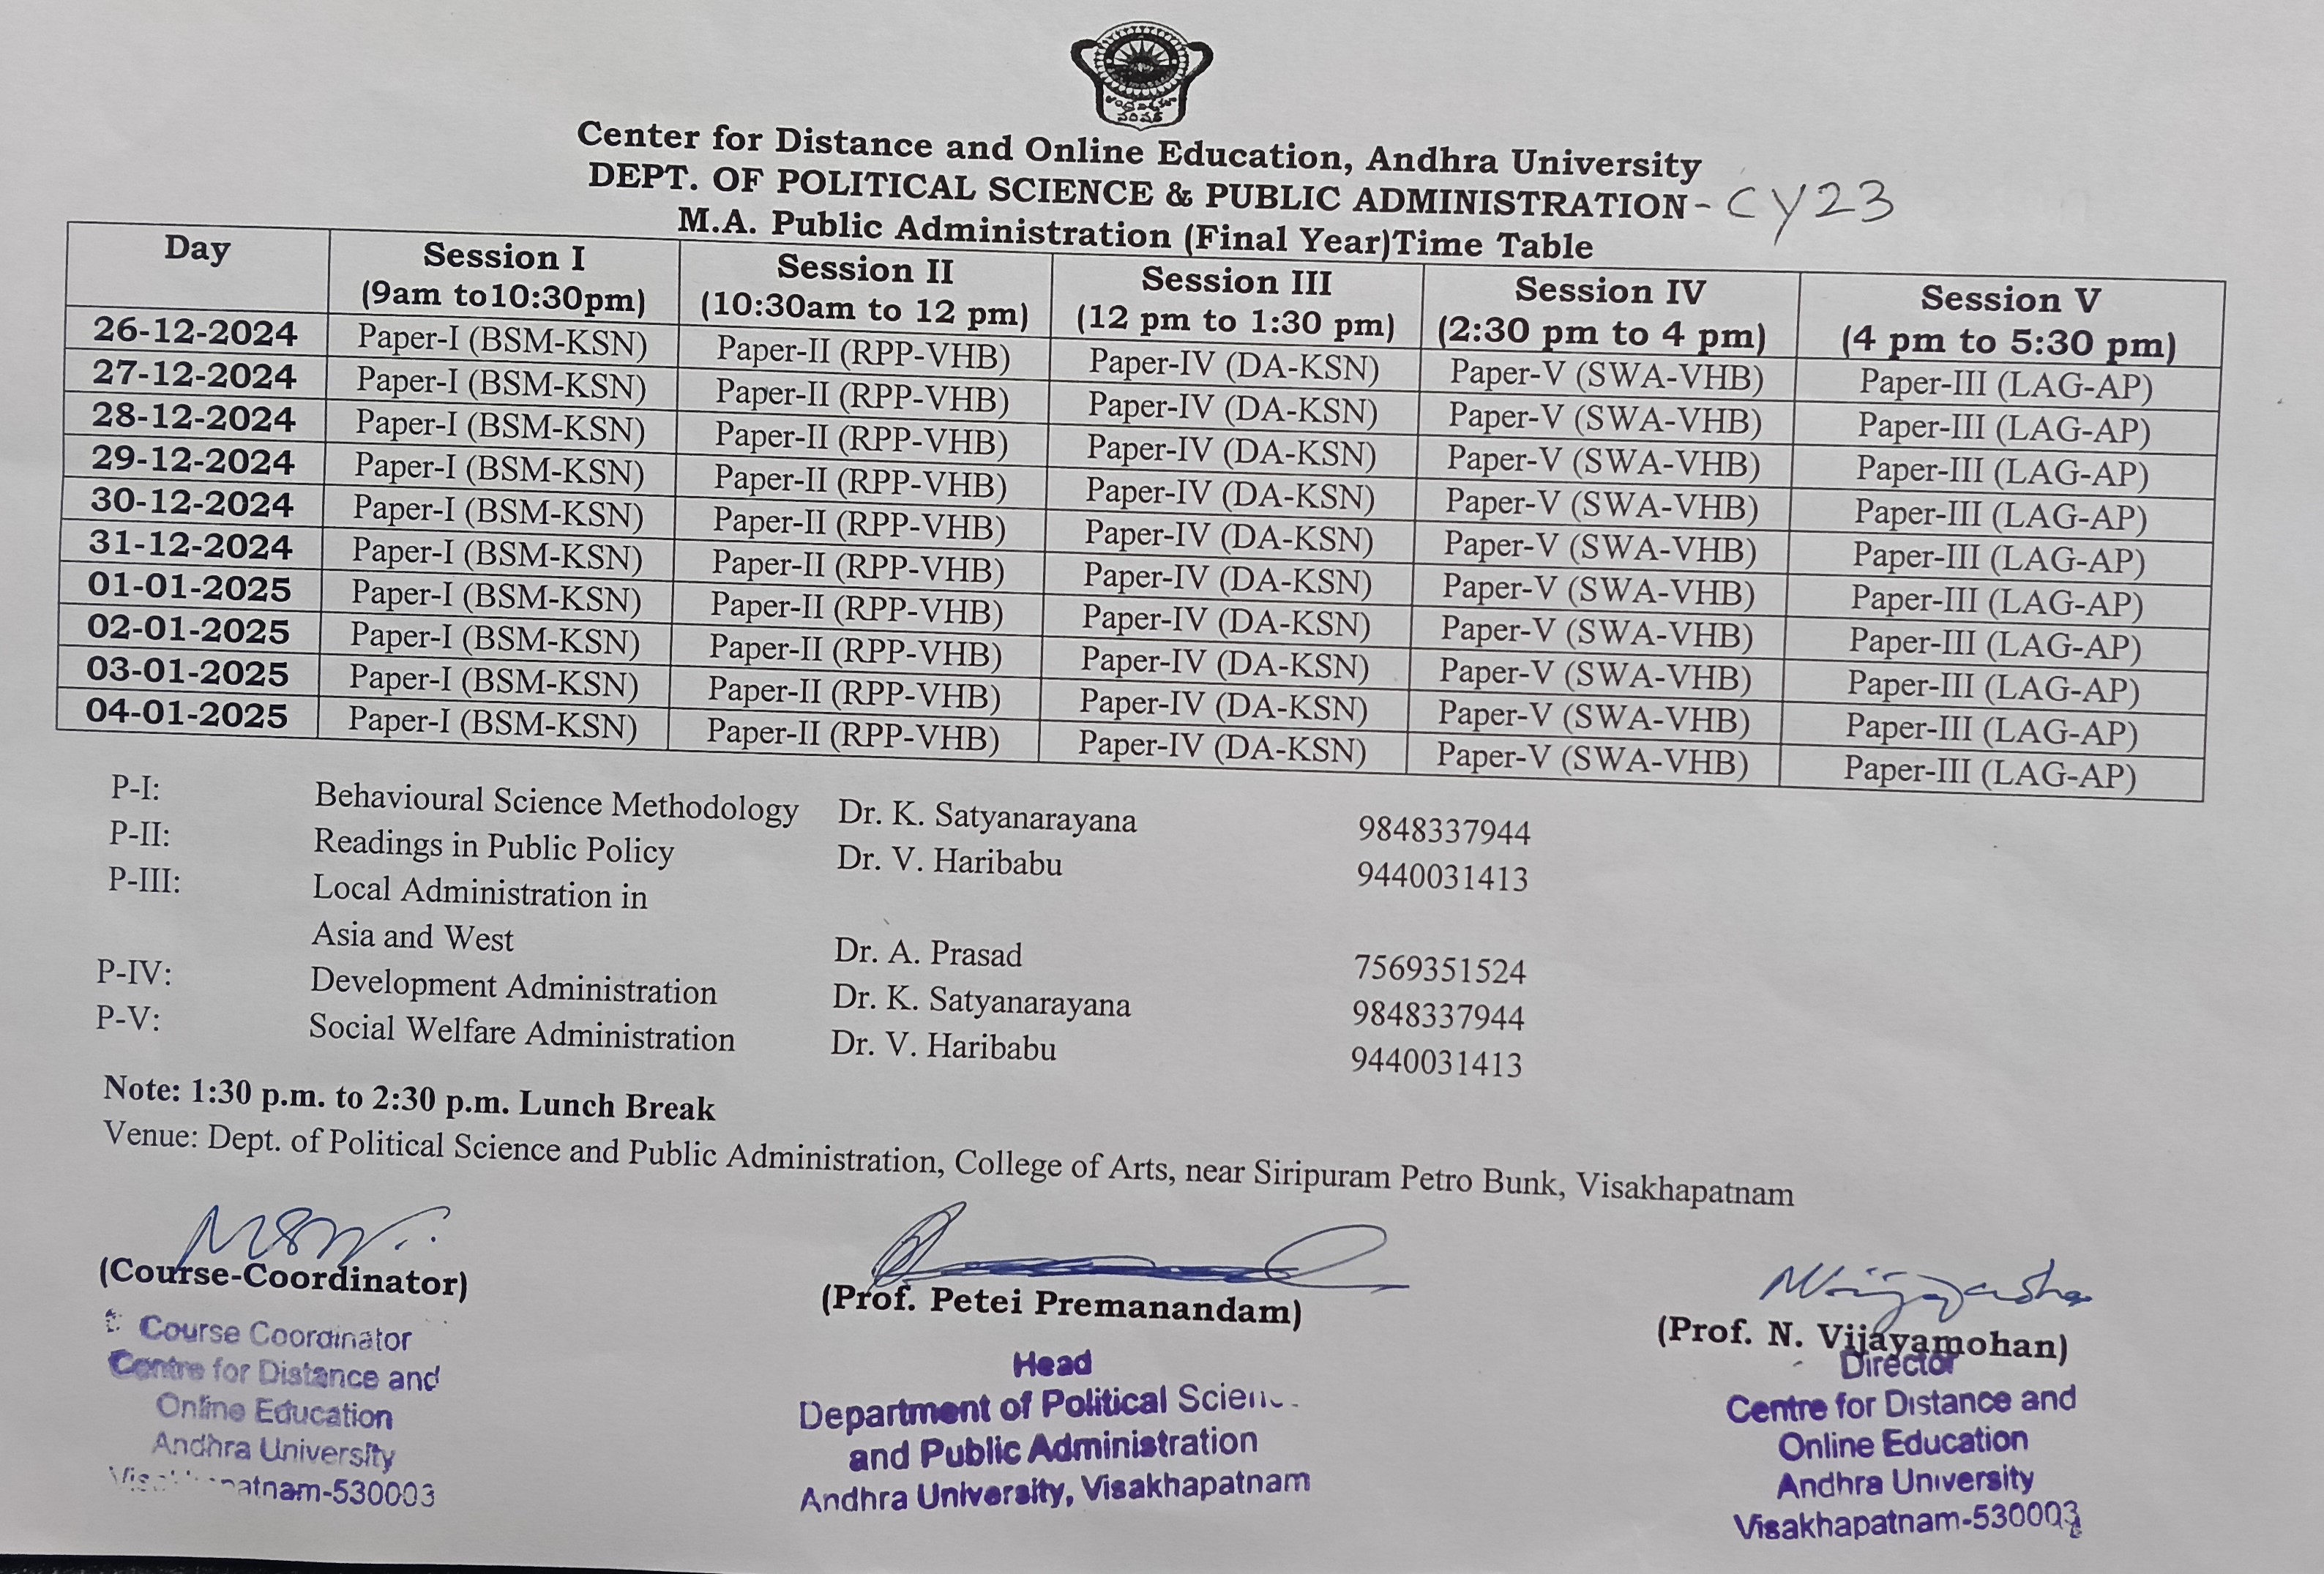 ఆంధ్ర విశ్వకళా
పరిషత్
Center for Distance and Online Education, Andhra University
DEPT. OF POLITICAL SCIENCE & PUBLIC ADMINISTRATION - CY23
M.A. Public Administration (Final Year)Time Table
Day Session I Session II Session III Session IV Session V
(9am to10:30pm) (10:30am to 12 pm) (12 pm to 1:30 pm) (2:30 pm to 4 pm) (4 pm to 5:30 pm)
26-12-2024 Paper-I (BSM-KSN) Paper-II (RPP-VHB) Paper-IV (DA-KSN) Paper-V (SWA-VHB) Paper-III (LAG-AP)
27-12-2024 Paper-I (BSM-KSN) Paper-II (RPP-VHB) Paper-IV (DA-KSN) Paper-V (SWA-VHB) Paper-III (LAG-AP)
28-12-2024 Paper-I (BSM-KSN) Paper-II (RPP-VHB) Paper-IV (DA-KSN) Paper-V (SWA-VHB) Paper-III (LAG-AP)
29-12-2024 Paper-I (BSM-KSN) Paper-II (RPP-VHB) Paper-IV (DA-KSN) Paper-V (SWA-VHB) Paper-III (LAG-AP)
30-12-2024 Paper-I (BSM-KSN) Paper-II (RPP-VHB) Paper-IV (DA-KSN) Paper-V (SWA-VHB) Paper-III (LAG-AP)
31-12-2024 Paper-I (BSM-KSN) Paper-II (RPP-VHB) Paper-IV (DA-KSN) Paper-V (SWA-VHB) Paper-III (LAG-AP)
01-01-2025 Paper-I (BSM-KSN) Paper-II (RPP-VHB) Paper-IV (DA-KSN) Paper-V (SWA-VHB) Paper-III (LAG-AP)
02-01-2025 Paper-I (BSM-KSN) Paper-II (RPP-VHB) Paper-IV (DA-KSN) Paper-V (SWA-VHB) Paper-III (LAG-AP)
03-01-2025 Paper-I (BSM-KSN) Paper-II (RPP-VHB) Paper-IV (DA-KSN) Paper-V (SWA-VHB) Paper-III (LAG-AP)
04-01-2025 Paper-I (BSM-KSN) Paper-II (RPP-VHB) Paper-IV (DA-KSN) Paper-V (SWA-VHB) Paper-III (LAG-AP)
P-I: Behavioural Science Methodology Dr. K. Satyanarayana 9848337944
P-II: Readings in Public Policy Dr. V. Haribabu 9440031413
P-III: Local Administration in
Asia and West Dr. A. Prasad 7569351524
P-IV: Development Administration Dr. K. Satyanarayana 9848337944
P-V: Social Welfare Administration Dr. V. Haribabu 9440031413
Note: 1:30 p.m. to 2:30 p.m. Lunch Break
Venue: Dept. of Political Science and Public Administration, College of Arts, near Siripuram Petro Bunk, Visakhapatnam
(Course-Coordinator) (Prof. Petei Premanandam) (Prof. N. Vijayamohan)
Course Coordinator
Centre for Distance and
Online Education
Andhra University
Visakhapatnam-530003
Head
Department of Political Science
and Public Administration
Andhra University, Visakhapatnam
Director
Centre for Distance and
Online Education
Andhra University
Visakhapatnam-530003